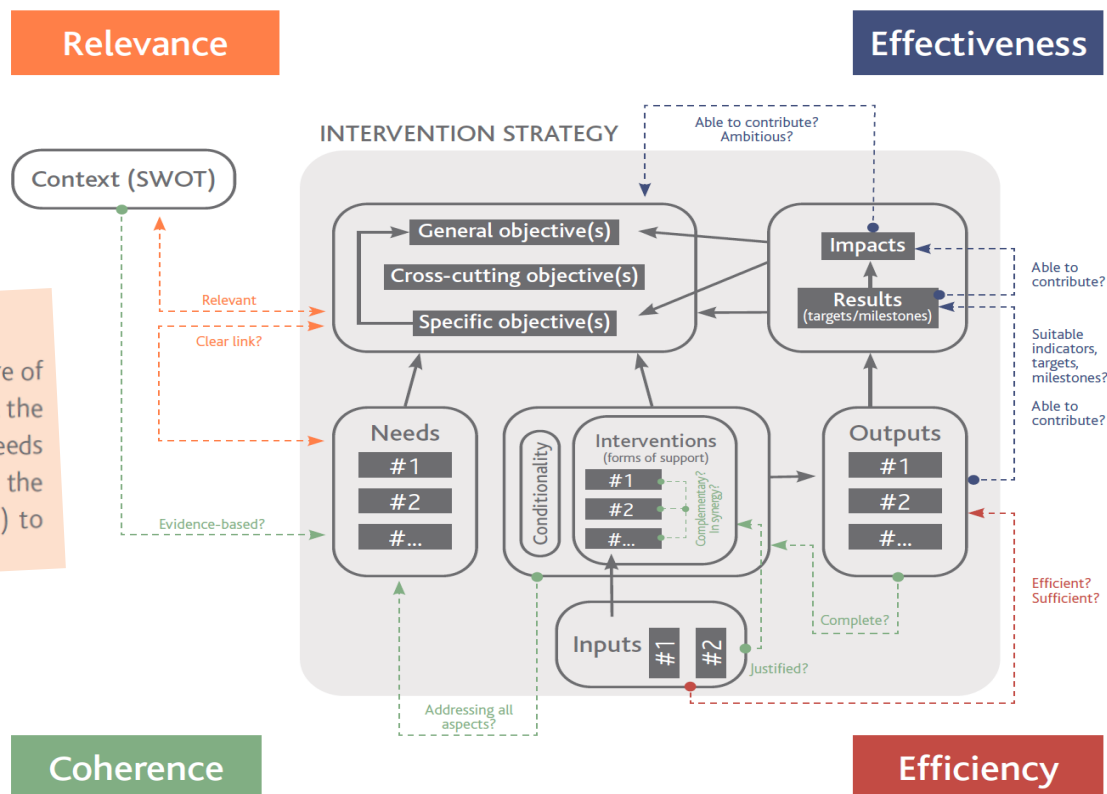 Relevance
Effectiveness
INTERVENTION STRATEGY
Able to contribute?
Ambitious?
Context (SWOT)
General objective(s)
Cross-cutting objective(s)
Specific objective(s)
Impacts
Results
(targets/milestones)
Able to
contribute?
Relevant
Clear link?
Suitable
indicators,
targets,
milestones?
Able to
contribute?
of
the
the
) to
Needs
#1
#2
#...
Conditionality
Interventions
(forms of support)
#1
#2
#...
Complementary?
In synergy?
Outputs
#1
#2
#...
Evidence-based?
Efficient?
Sufficient?
Complete?
Inputs
#1
#2
Justified?
Addressing all
aspects?
Coherence
Efficiency